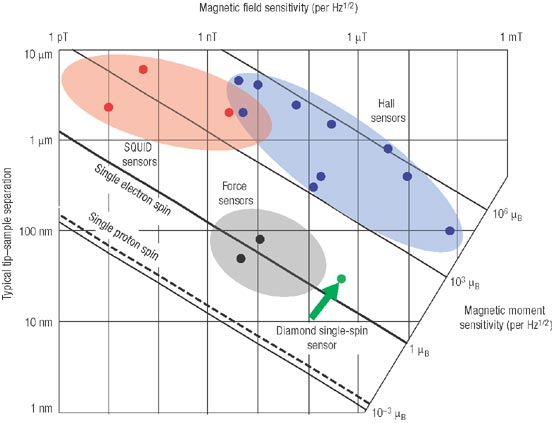 Magnetic field sensitivity (per Hz1/2)
1 pT
1 nT
1 µT
1 mT
10 µm
1 µm
100 nm
10 nm
1 nm
Typical tip–sample separation
Hall
sensors
SQUID
sensors
Single electron spin
Force
sensors
Single proton spin
Diamond single-spin
sensor
10⁶ µB
10³ µB
Magnetic moment
sensitivity (per Hz1/2)
1 µB
10⁻³ µB